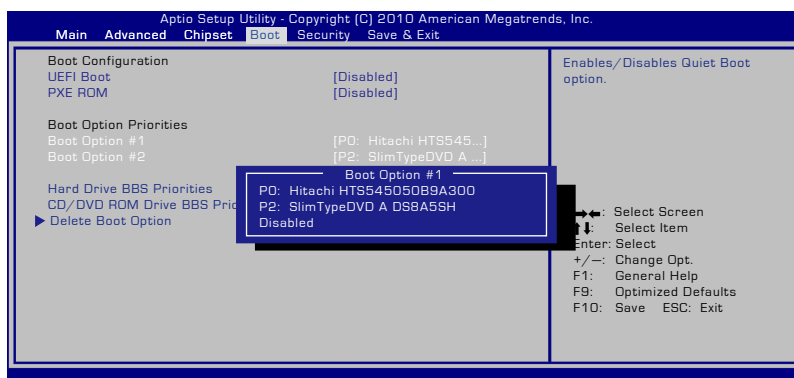 Aptio Setup Utility - Copyright (C) 2010 American Megatrends, Inc.
Main Advanced Chipset Boot Security Save & Exit
Boot Configuration
UEFI Boot [Disabled]
PXE ROM [Disabled]
Boot Option Priorities
Boot Option #1 [P0: Hitachi HTS545...]
Boot Option #2 [P2: SlimTypeDVD A ...]
Hard Drive BBS Priorities
CD/DVD ROM Drive BBS Prio
Delete Boot Option
Boot Option #1
P0: Hitachi HTS545050B9A300
P2: SlimTypeDVD A DS8A5SH
Disabled
Enables/Disables Quiet Boot
option.
→←: Select Screen
↑↓: Select Item
Enter: Select
+/—: Change Opt.
F1: General Help
F9: Optimized Defaults
F10: Save ESC: Exit